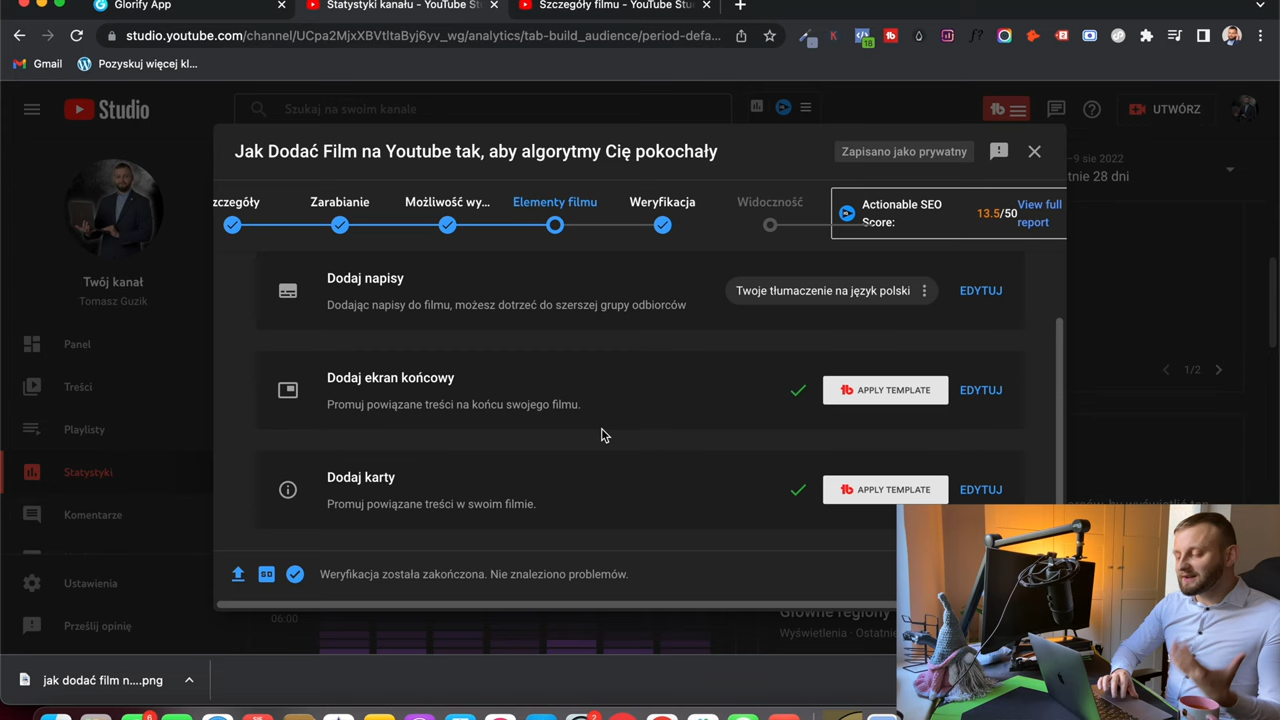 Glorify App
Statystyki kanału - YouTube St
Szczegóły filmu - YouTube Stu
studio.youtube.com/channel/UCpa2MjxXBVtltaByj6yv_wg/analytics/tab-build_audience/period-defa...
18
Gmail
Pozyskuj więcej kl...
Studio
Szukaj na swoim kanale
UTWÓRZ
Jak Dodać Film na Youtube tak, aby algorytmy Cię pokochały
Zapisano jako prywatny
–9 sie 2022
tnie 28 dni
zczegóły
Zarabianie
Możliwość wy...
Elementy filmu
Weryfikacja
Widoczność
Actionable SEO
Score:
13.5/50
View full
report
Twój kanał
Tomasz Guzik
Dodaj napisy
Dodając napisy do filmu, możesz dotrzeć do szerszej grupy odbiorców
Twoje tłumaczenie na język polski
EDYTUJ
Panel
Treści
Playlisty
Statystyki
Komentarze
Ustawienia
Prześlij opinię
1/2
Dodaj ekran końcowy
Promuj powiązane treści na końcu swojego filmu.
APPLY TEMPLATE
EDYTUJ
Dodaj karty
Promuj powiązane treści w swoim filmie.
APPLY TEMPLATE
EDYTUJ
SD
Weryfikacja została zakończona. Nie znaleziono problemów.
06:00
Główne regiony
Wyświetlenia · Ostatnie
jak dodać film n....png
6
2